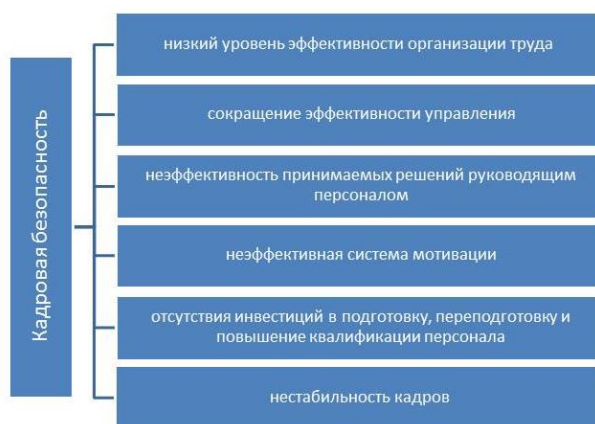 Кадровая безопасность
низкий уровень эффективности организации труда
сокращение эффективности управления
неэффективность принимаемых решений руководящим
персоналом
неэффективная система мотивации
отсутствия инвестиций в подготовку, переподготовку и
повышение квалификации персонала
нестабильность кадров